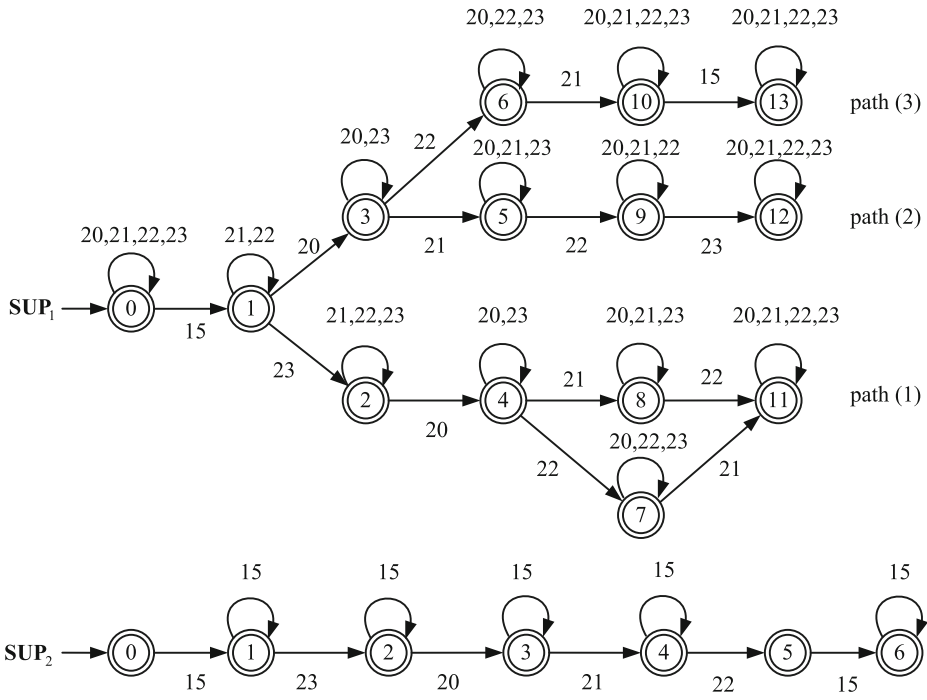 20,22,23 20,21,22,23 20,21,22,23
6 21 10 15 13 path (3)
20,23 22 20,21,23 20,21,22 20,21,22,23
3 21 5 22 9 23 12 path (2)
20,21,22,23 21,22 20
SUP1 0 15 1
23 21,22,23 20,23 20,21,23 20,21,22,23
2 20 4 21 8 22 11 path (1)
22 20,22,23 21
7
15 15 15 15 15
SUP2 0 15 1 23 2 20 3 21 4 22 5 15 6